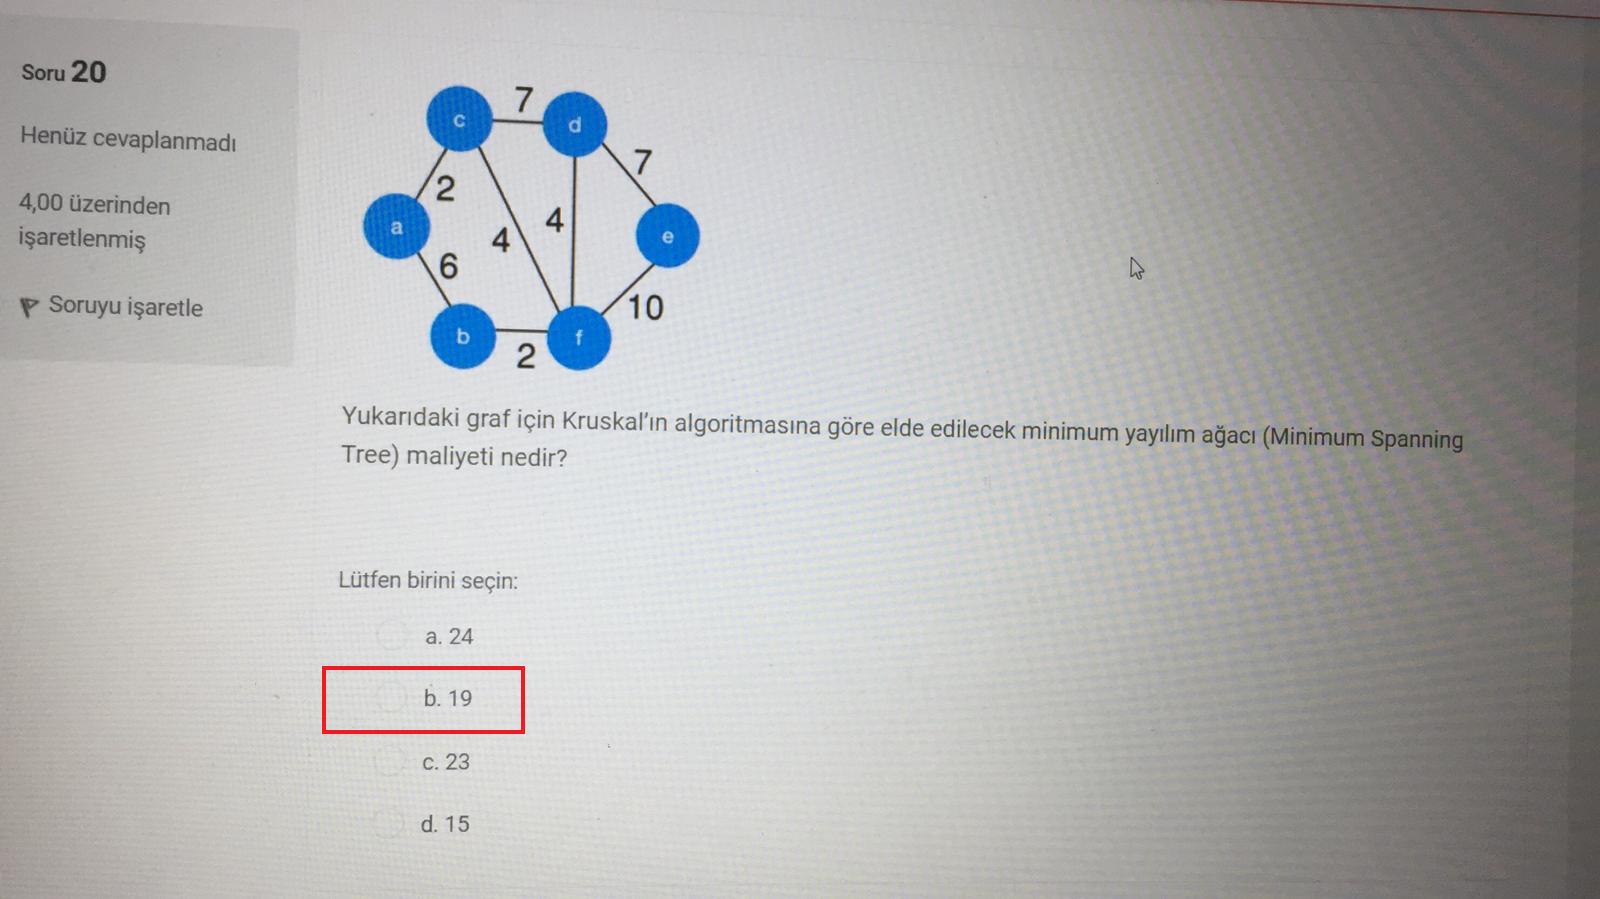 Soru 20
Henüz cevaplanmadı
4,00 üzerinden
işaretlenmiş
Soruyu işaretle
7
c
d
7
2
a
4
4
e
6
10
b
f
2
Yukarıdaki graf için Kruskal'ın algoritmasına göre elde edilecek minimum yayılım ağacı (Minimum Spanning
Tree) maliyeti nedir?
Lütfen birini seçin:
a. 24
b. 19
c. 23
d. 15